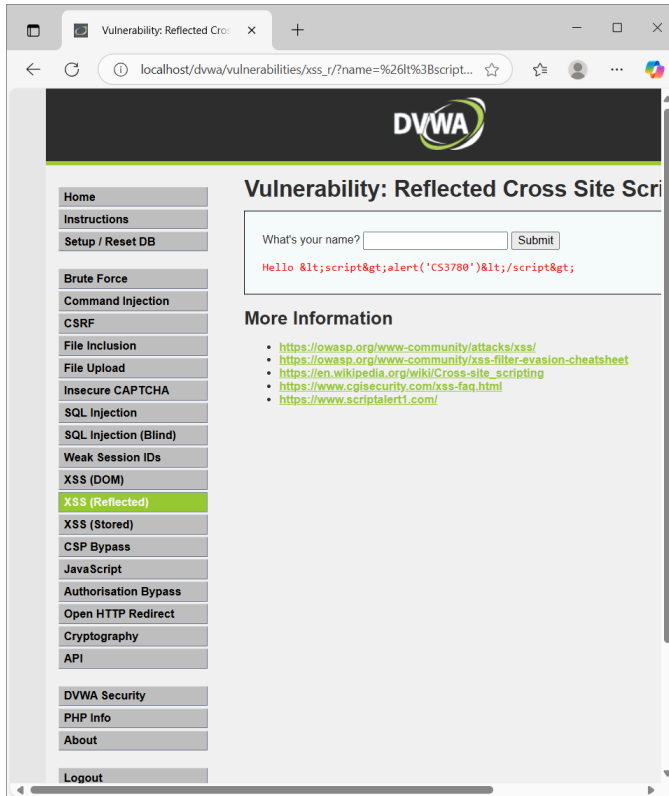 Vulnerability: Reflected Cros
localhost/dvwa/vulnerabilities/xss_r/?name=%26lt%3Bscript...
DVWA
Home
Instructions
Setup / Reset DB
Brute Force
Command Injection
CSRF
File Inclusion
File Upload
Insecure CAPTCHA
SQL Injection
SQL Injection (Blind)
Weak Session IDs
XSS (DOM)
XSS (Reflected)
XSS (Stored)
CSP Bypass
JavaScript
Authorisation Bypass
Open HTTP Redirect
Cryptography
API
DVWA Security
PHP Info
About
Logout
Vulnerability: Reflected Cross Site Scri
What's your name? Submit
Hello &lt;script&gt;alert('CS3780')&lt;/script&gt;
More Information
https://owasp.org/www-community/attacks/xss/
https://owasp.org/www-community/xss-filter-evasion-cheatsheet
https://en.wikipedia.org/wiki/Cross-site_scripting
https://www.cgisecurity.com/xss-faq.html
https://www.scriptalert1.com/